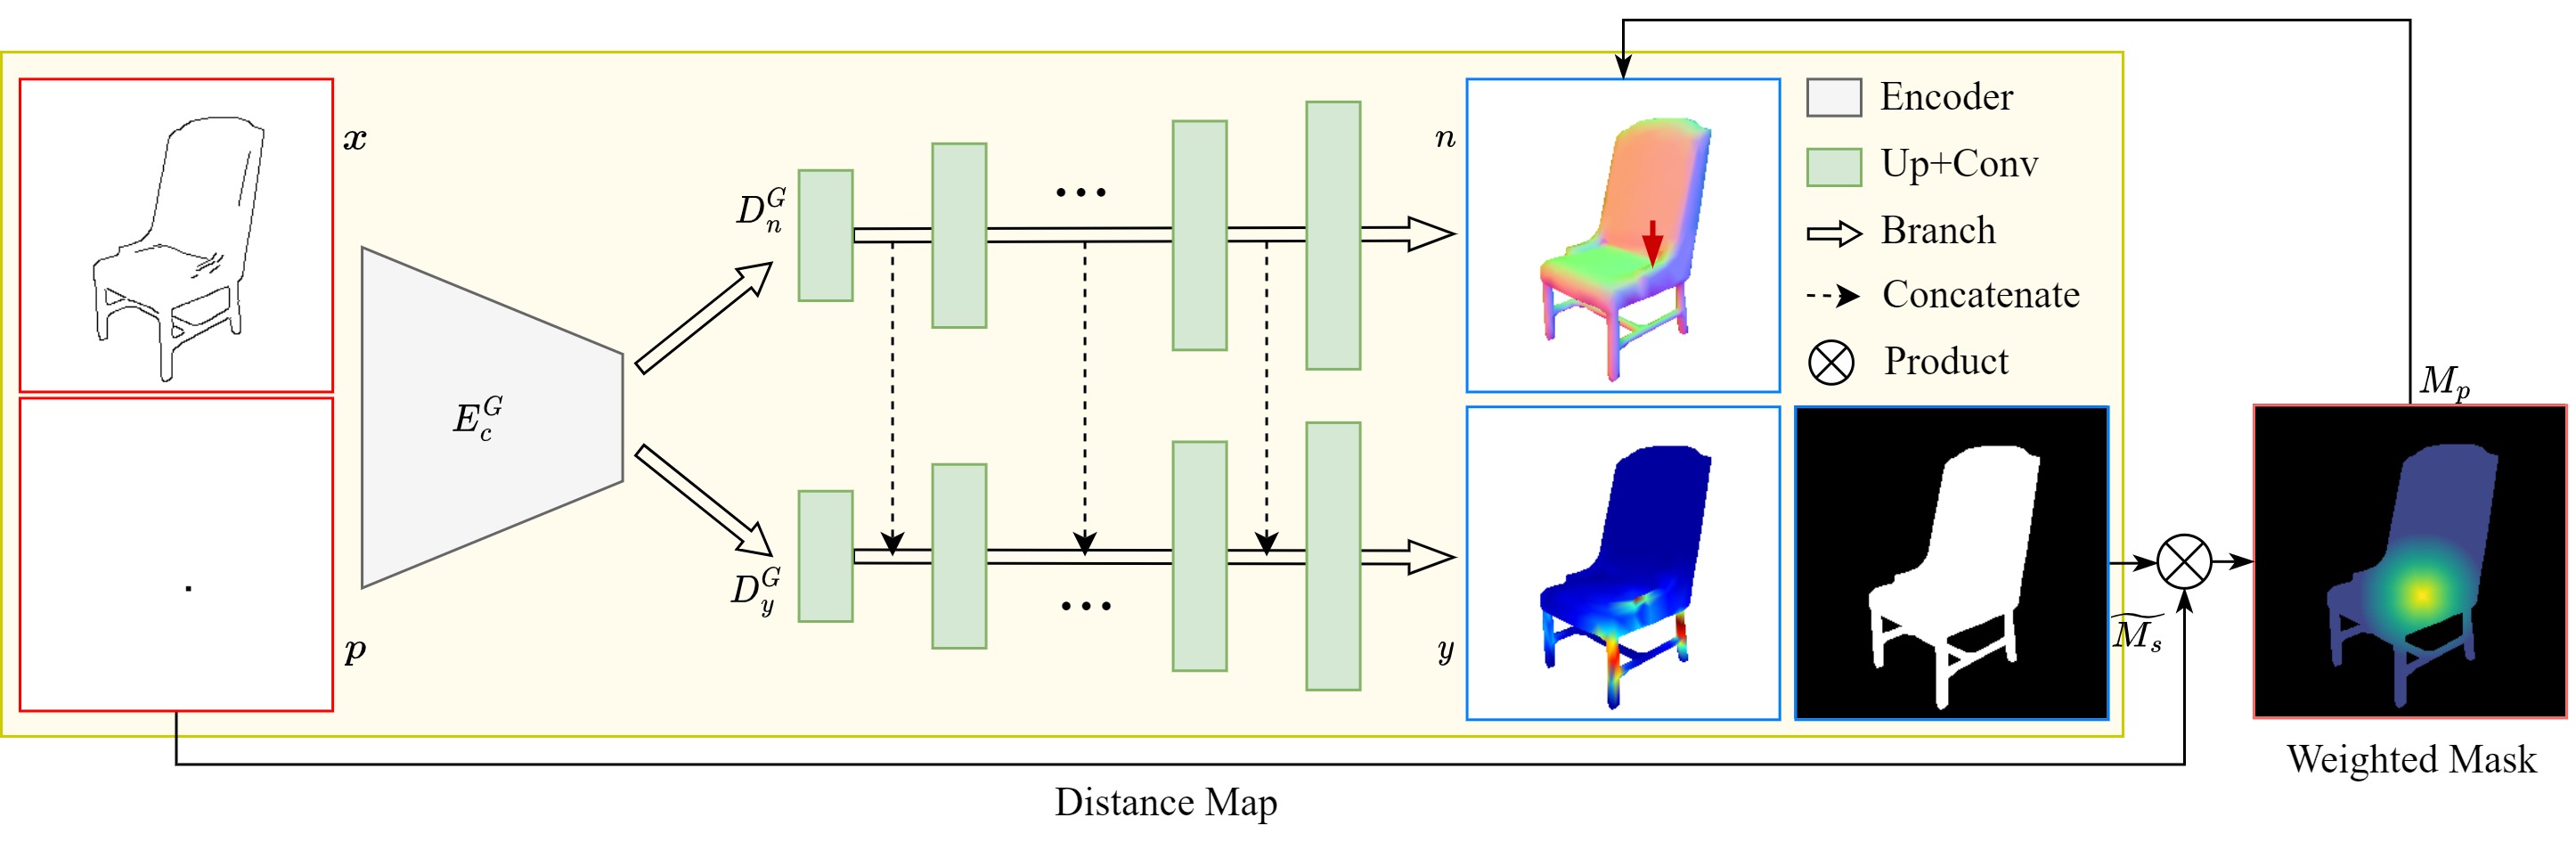 x
p
E_c^G
D_n^G
...
D_y^G
...
n
y
Encoder
Up+Conv
Branch
Concatenate
Product
\widetilde{M_s}
M_p
Weighted Mask
Distance Map